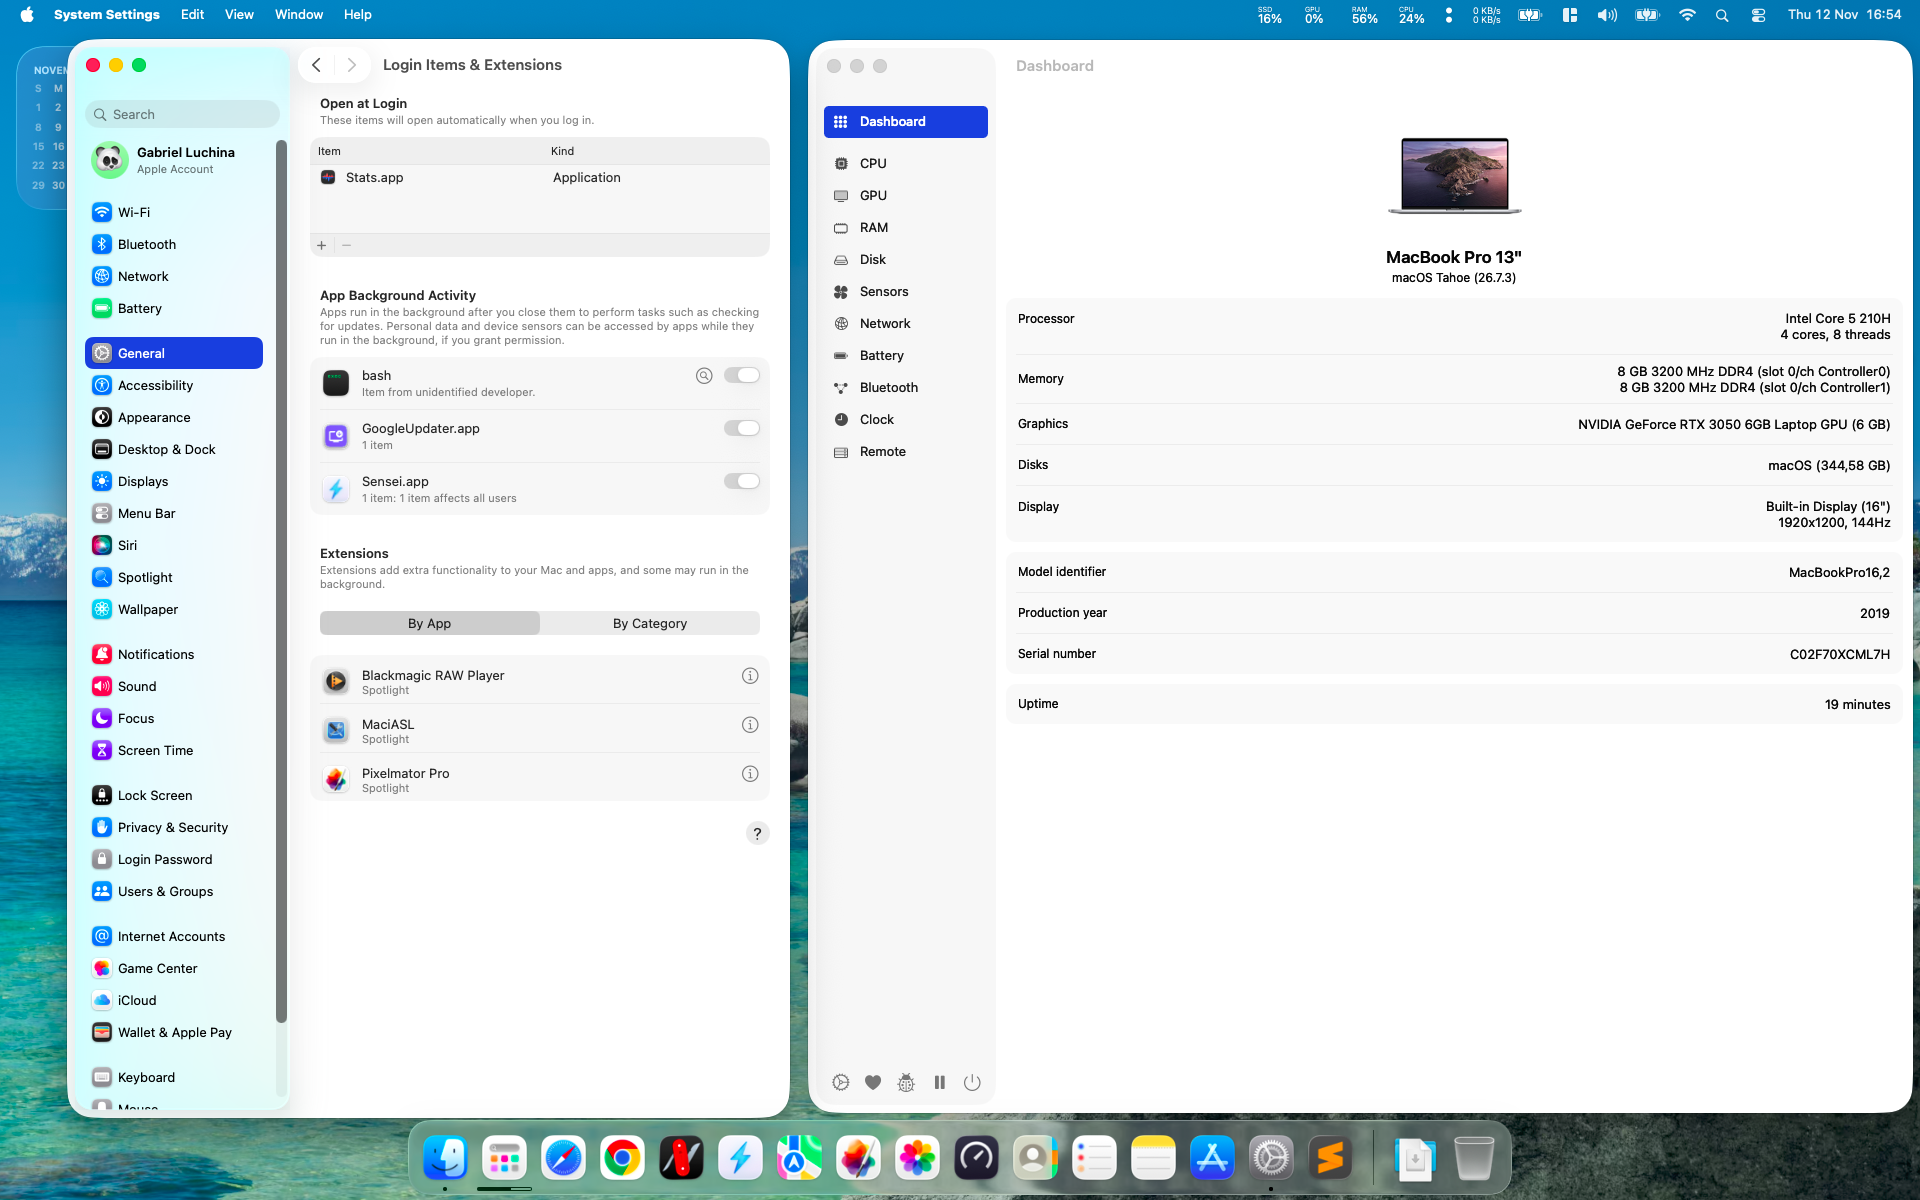 System Settings Edit View Window Help
SSD 16% GPU 0% RAM 56% CPU 24% 0 KB/s 0 KB/s Thu 12 Nov 16:54
NOVEM
S M
1 2
8 9
15 16
22 23
29 30
Search
Gabriel Luchina
Apple Account
Wi-Fi
Bluetooth
Network
Battery
General
Accessibility
Appearance
Desktop & Dock
Displays
Menu Bar
Siri
Spotlight
Wallpaper
Notifications
Sound
Focus
Screen Time
Lock Screen
Privacy & Security
Login Password
Users & Groups
Internet Accounts
Game Center
iCloud
Wallet & Apple Pay
Keyboard
Mouse
Login Items & Extensions
Open at Login
These items will open automatically when you log in.
Item Kind
Stats.app Application
+ −
App Background Activity
Apps run in the background after you close them to perform tasks such as checking
for updates. Personal data and device sensors can be accessed by apps while they
run in the background, if you grant permission.
bash
Item from unidentified developer.
GoogleUpdater.app
1 item
Sensei.app
1 item: 1 item affects all users
Extensions
Extensions add extra functionality to your Mac and apps, and some may run in the
background.
By App By Category
Blackmagic RAW Player
Spotlight
MaciASL
Spotlight
Pixelmator Pro
Spotlight
?
Dashboard
CPU
GPU
RAM
Disk
Sensors
Network
Battery
Bluetooth
Clock
Remote
Dashboard
MacBook Pro 13"
macOS Tahoe (26.7.3)
Processor Intel Core 5 210H
4 cores, 8 threads
Memory 8 GB 3200 MHz DDR4 (slot 0/ch Controller0)
8 GB 3200 MHz DDR4 (slot 0/ch Controller1)
Graphics NVIDIA GeForce RTX 3050 6GB Laptop GPU (6 GB)
Disks macOS (344,58 GB)
Display Built-in Display (16")
1920x1200, 144Hz
Model identifier MacBookPro16,2
Production year 2019
Serial number C02F70XCML7H
Uptime 19 minutes